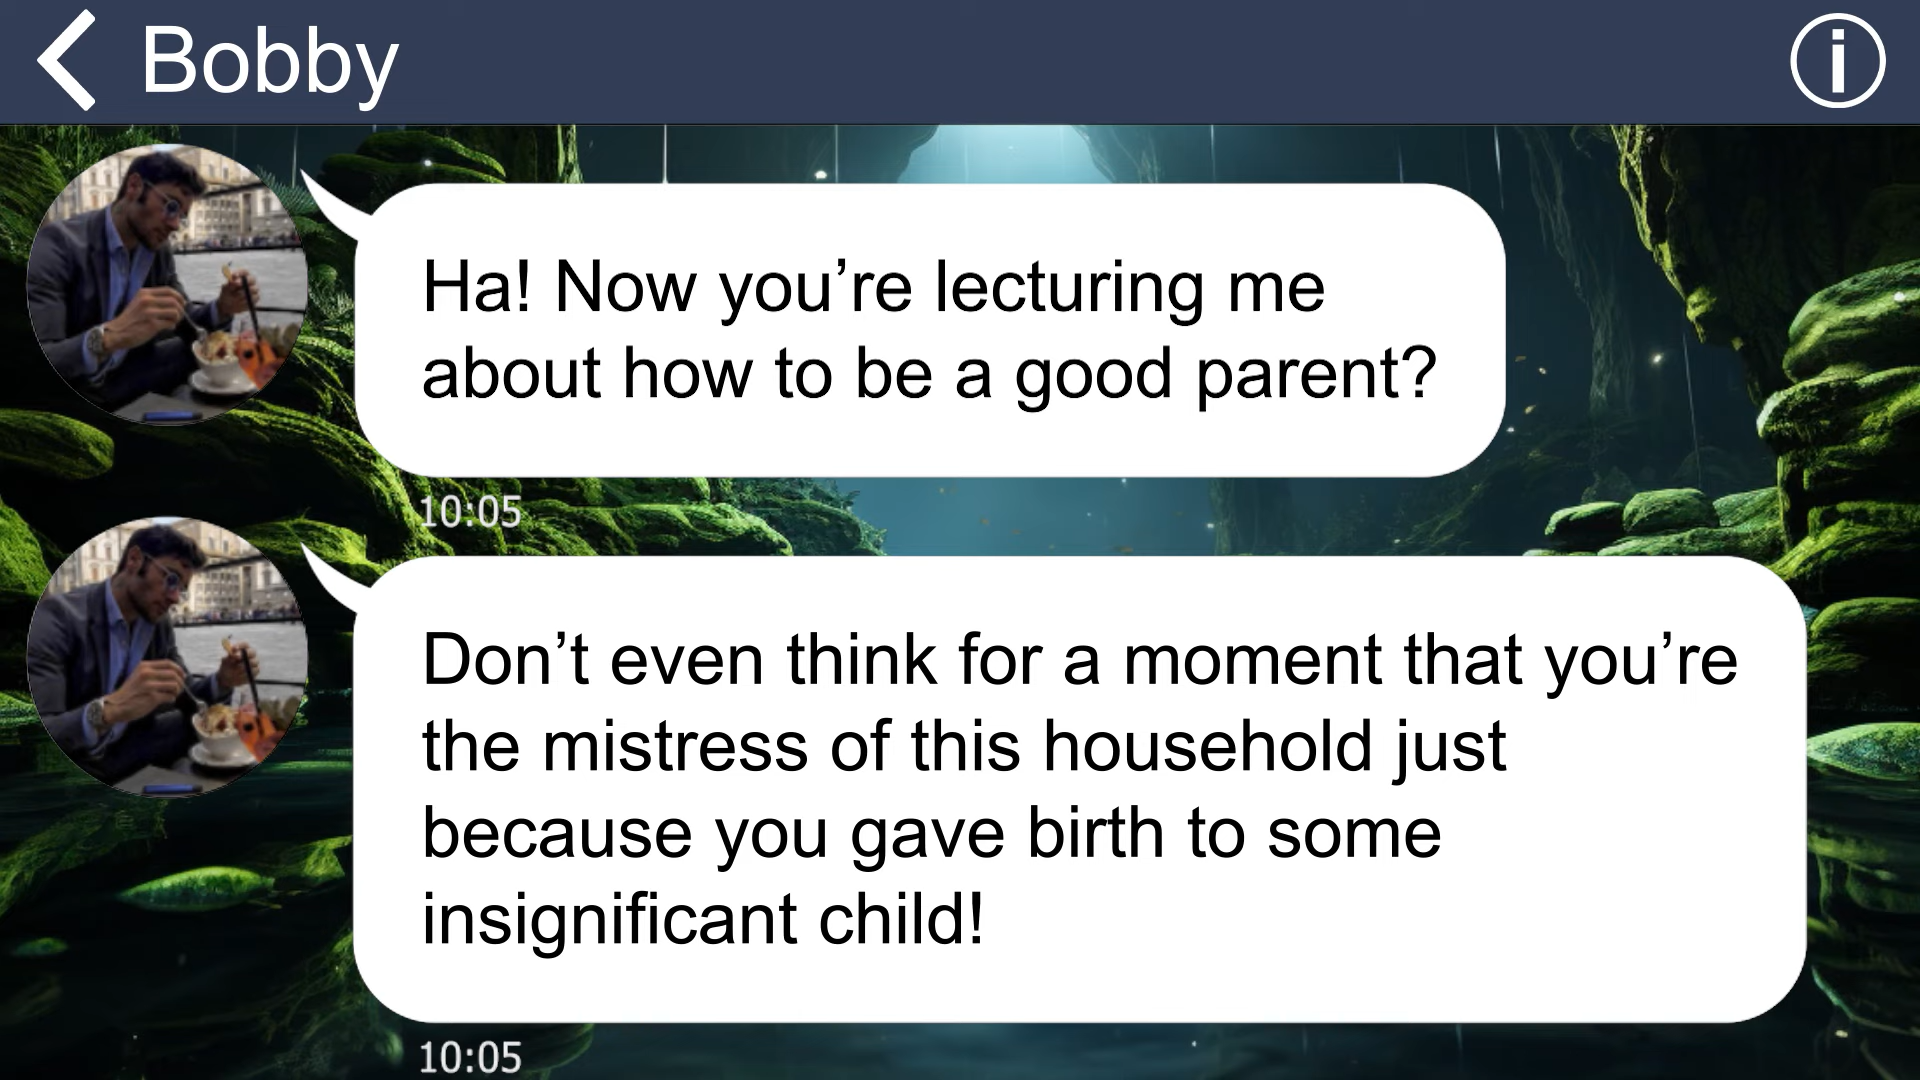 Bobby
Ha! Now you’re lecturing me
about how to be a good parent?
10:05
Don’t even think for a moment that you’re
the mistress of this household just
because you gave birth to some
insignificant child!
10:05